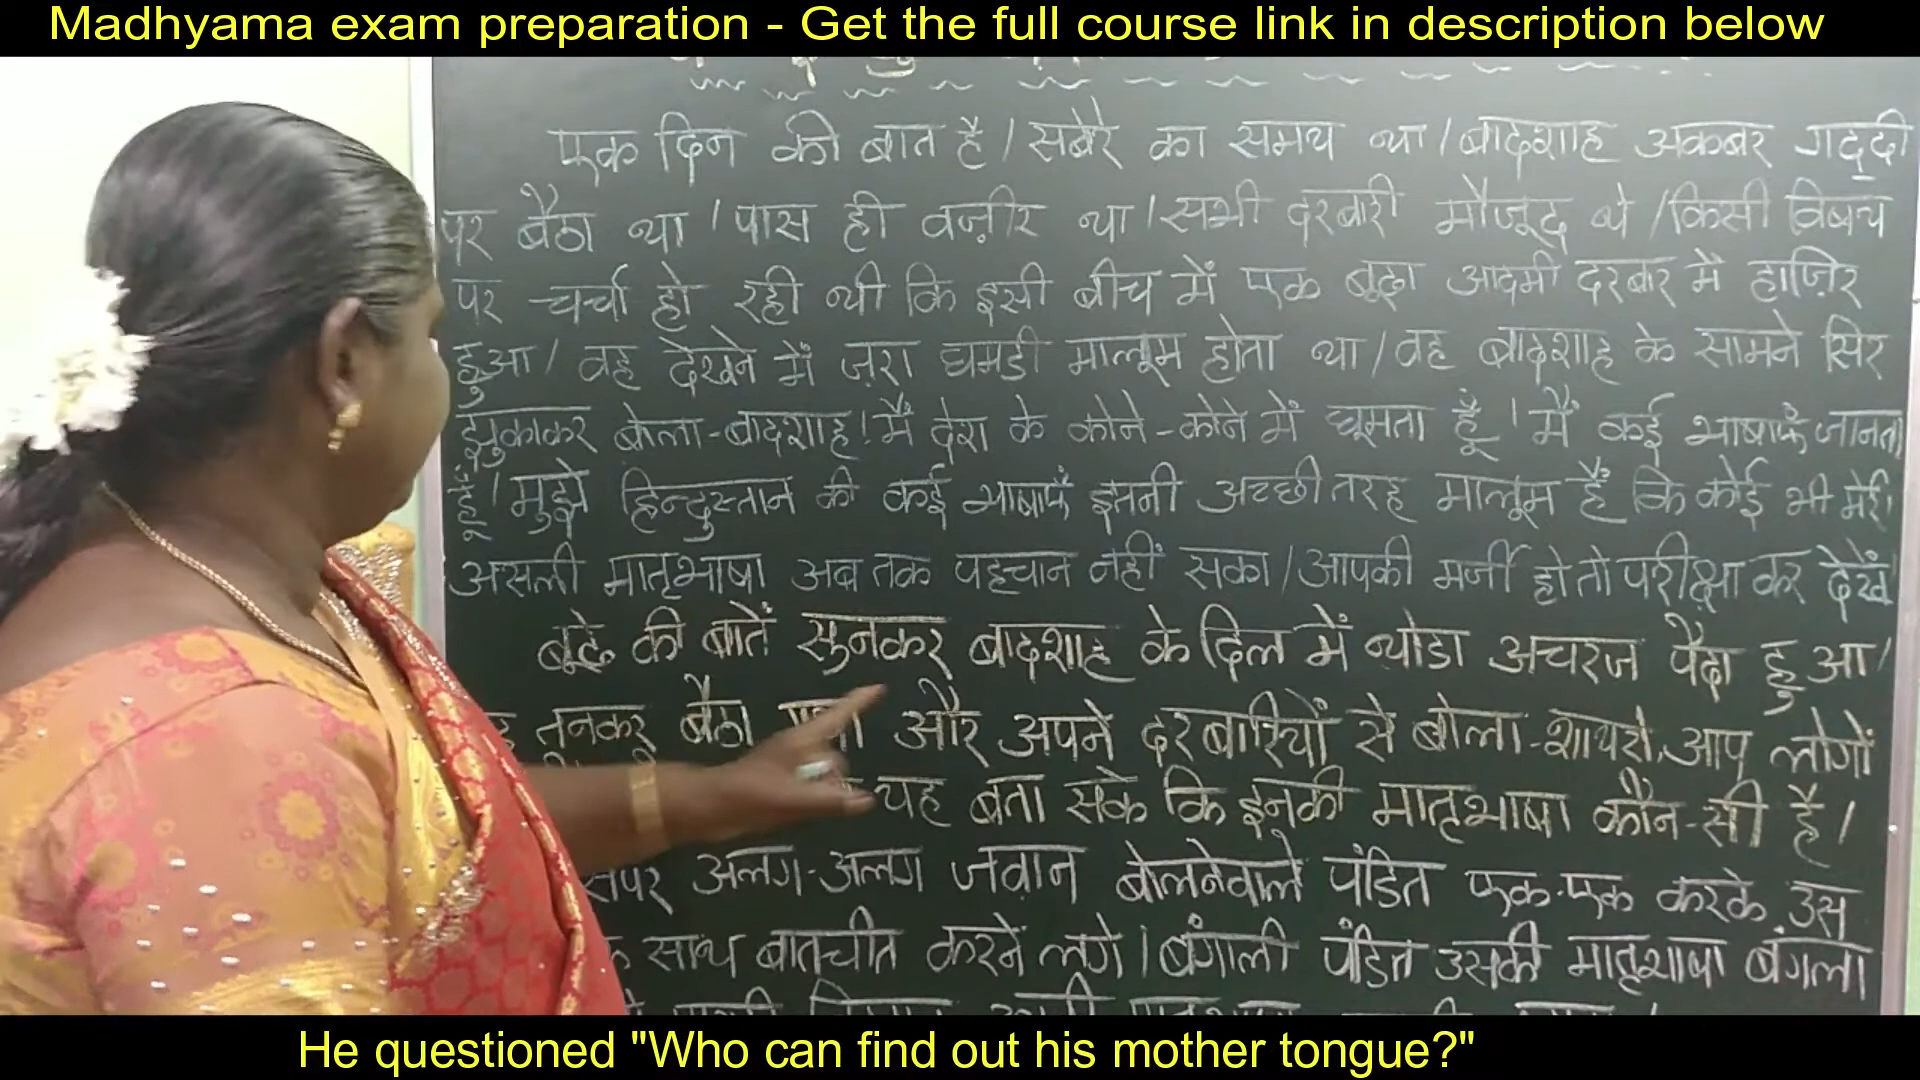 Madhyama exam preparation - Get the full course link in description below
एक दिन की बात है / सबेरे का समय था / बादशाह अकबर गद्दी
पर बैठा था / पास ही वज़ीर था / सभी दरबारी मौजूद थे / किसी विषय
पर चर्चा हो रही थी कि इसी बीच में एक बूढ़ा आदमी दरबार में हाज़िर
हुआ / वह देखने में ज़रा घमंडी मालूम होता था / वह बादशाह के सामने सिर
झुकाकर बोला - बादशाह ! मैं देश के कोने - कोने में घूमता हूँ / मैं कई भाषाएँ जानता
हूँ / मुझे हिन्दुस्तान की कई भाषाएँ इतनी अच्छी तरह मालूम हैं कि कोई भी मेरी
असली मातृभाषा अब तक पहचान नहीं सका / आपकी मर्जी हो तो परीक्षा कर देखें
बूढे की बातें सुनकर बादशाह के दिल में थोडा अचरज पैदा हुआ /
तूनकर बैठा और अपने दरबारियों से बोला - शायरो, आप लोगों
यह बता सके कि इनकी मातृभाषा कौन-सी है /
अलग-अलग जवान बोलनेवाले पंडित एक-एक करके उस
साथ बातचीत करने लगे / बंगाली पंडित उसकी मातृभाषा बंगला
He questioned "Who can find out his mother tongue?"